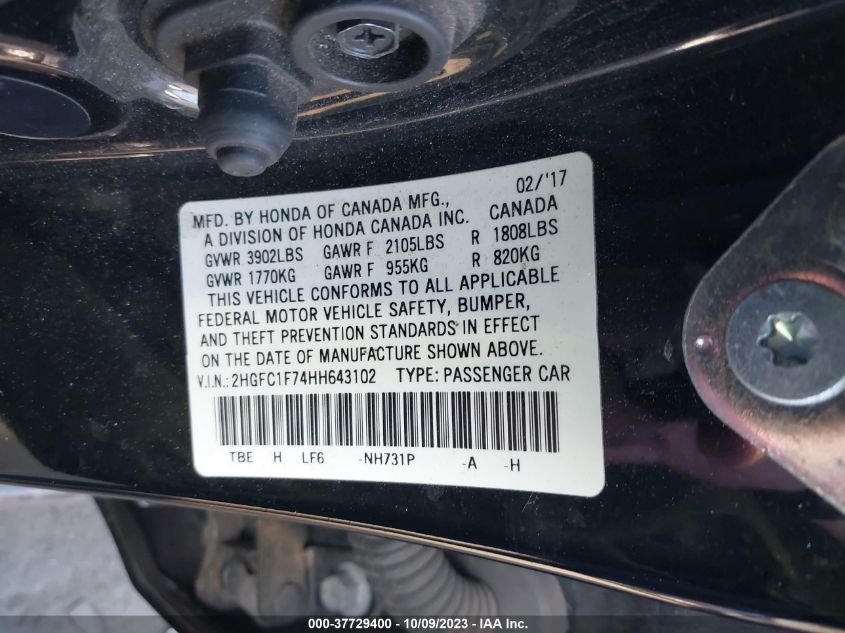 02/'17
MFD. BY HONDA OF CANADA MFG.,
A DIVISION OF HONDA CANADA INC. CANADA
GVWR 3902LBS GAWR F 2105LBS R 1808LBS
GVWR 1770KG GAWR F 955KG R 820KG
THIS VEHICLE CONFORMS TO ALL APPLICABLE
FEDERAL MOTOR VEHICLE SAFETY, BUMPER,
AND THEFT PREVENTION STANDARDS IN EFFECT
ON THE DATE OF MANUFACTURE SHOWN ABOVE.
V.I.N.: 2HGFC1F74HH643102 TYPE: PASSENGER CAR
TBE H LF6 -NH731P -A -H
000-37729400 - 10/09/2023 - IAA Inc.